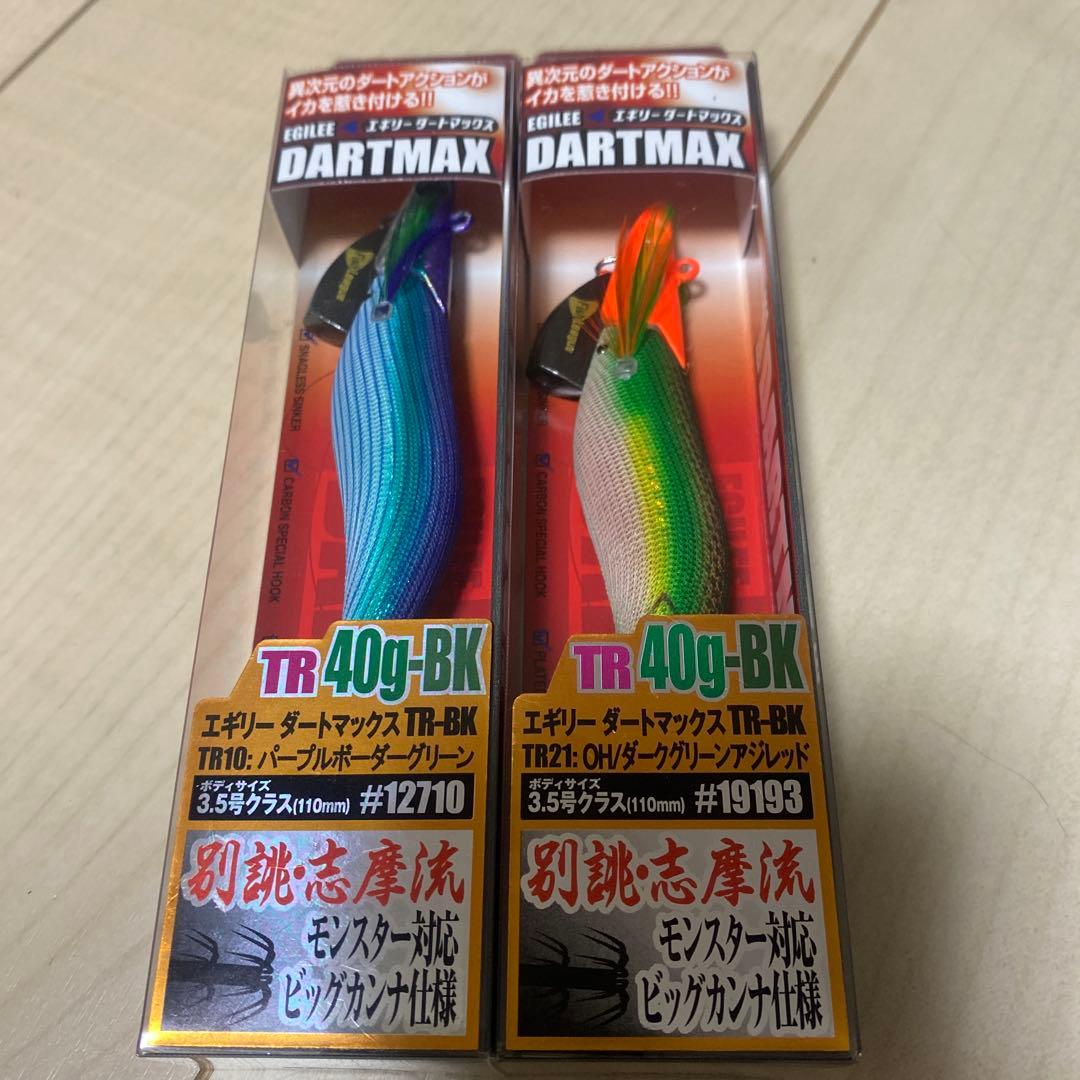 異次元のダートアクションが
イカを惹き付ける!!
EGILEE エギリー ダートマックス
DARTMAX
SNAGLESS SINKER
CARBON SPECIAL HOOK
TR 40g-BK
エギリー ダートマックス TR-BK
TR10: パープルボーダーグリーン
ボディサイズ
3.5号クラス(110mm) #12710
別誂・志摩流
モンスター対応
ビッグカンナ仕様
異次元のダートアクションが
イカを惹き付ける!!
EGILEE エギリー ダートマックス
DARTMAX
CARBON SPECIAL HOOK
TR 40g-BK
エギリー ダートマックス TR-BK
TR21: OH/ダークグリーンアジレッド
ボディサイズ
3.5号クラス(110mm) #19193
別誂・志摩流
モンスター対応
ビッグカンナ仕様